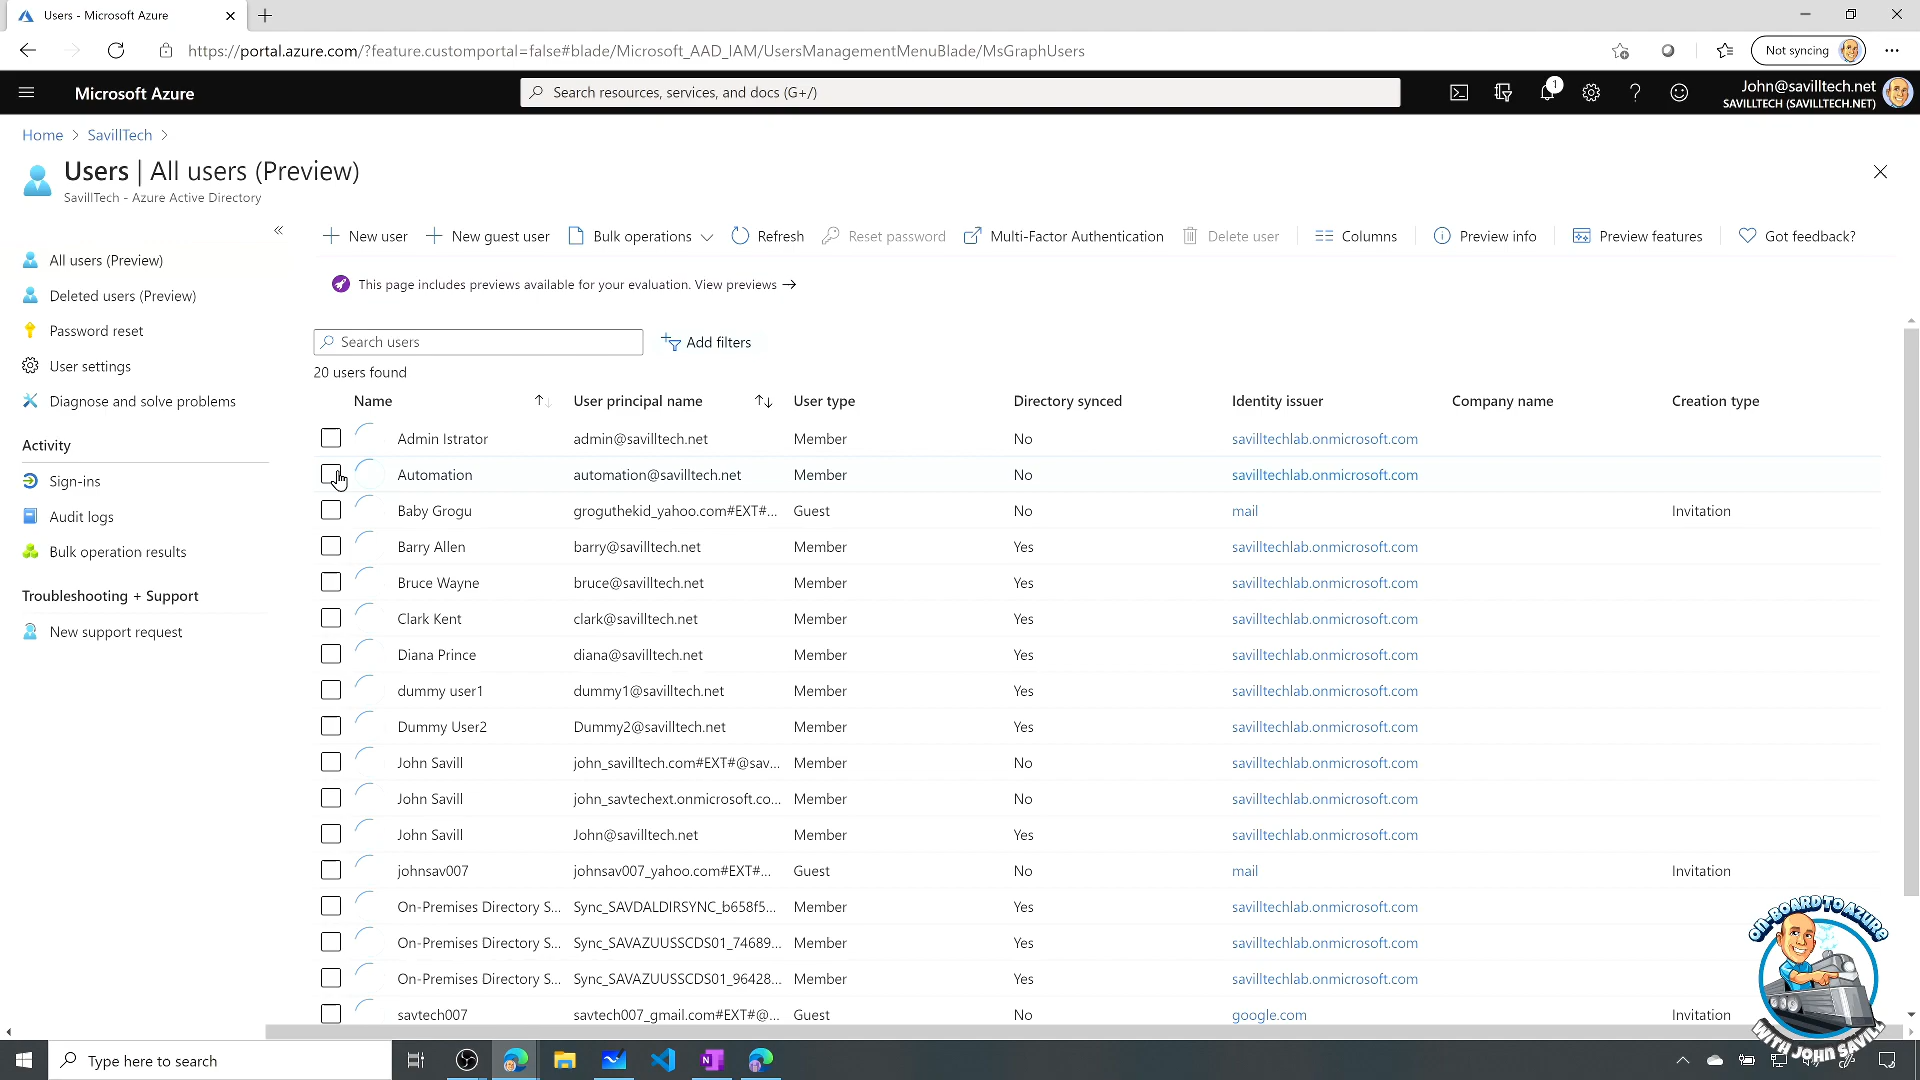 Users - Microsoft Azure
https://portal.azure.com/?feature.customportal=false#blade/Microsoft_AAD_IAM/UsersManagementMenuBlade/MsGraphUsers
Not syncing
Microsoft Azure
Search resources, services, and docs (G+/)
1
John@savilltech.net
SAVILLTECH (SAVILLTECH.NET)
Home > SavillTech >
Users | All users (Preview)
SavillTech - Azure Active Directory
New user New guest user Bulk operations Refresh Reset password Multi-Factor Authentication Delete user Columns Preview info Preview features Got feedback?
This page includes previews available for your evaluation. View previews →
All users (Preview)
Deleted users (Preview)
Password reset
User settings
Diagnose and solve problems
Activity
Sign-ins
Audit logs
Bulk operation results
Troubleshooting + Support
New support request
Search users
Add filters
20 users found
Name User principal name User type Directory synced Identity issuer Company name Creation type
Admin Istrator admin@savilltech.net Member No savilltechlab.onmicrosoft.com
Automation automation@savilltech.net Member No savilltechlab.onmicrosoft.com
Baby Grogu groguthekid_yahoo.com#EXT#... Guest No mail Invitation
Barry Allen barry@savilltech.net Member Yes savilltechlab.onmicrosoft.com
Bruce Wayne bruce@savilltech.net Member Yes savilltechlab.onmicrosoft.com
Clark Kent clark@savilltech.net Member Yes savilltechlab.onmicrosoft.com
Diana Prince diana@savilltech.net Member Yes savilltechlab.onmicrosoft.com
dummy user1 dummy1@savilltech.net Member Yes savilltechlab.onmicrosoft.com
Dummy User2 Dummy2@savilltech.net Member Yes savilltechlab.onmicrosoft.com
John Savill john_savilltech.com#EXT#@sav... Member No savilltechlab.onmicrosoft.com
John Savill john_savtechext.onmicrosoft.co... Member No savilltechlab.onmicrosoft.com
John Savill John@savilltech.net Member Yes savilltechlab.onmicrosoft.com
johnsav007 johnsav007_yahoo.com#EXT#... Guest No mail Invitation
On-Premises Directory S... Sync_SAVDALDIRSYNC_b658f5... Member Yes savilltechlab.onmicrosoft.com
On-Premises Directory S... Sync_SAVAZUUSSCDS01_74689... Member Yes savilltechlab.onmicrosoft.com
On-Premises Directory S... Sync_SAVAZUUSSCDS01_96428... Member Yes savilltechlab.onmicrosoft.com
savtech007 savtech007_gmail.com#EXT#@... Guest No google.com Invitation
ON-BOARD TO AZURE
WITH JOHN SAVILL
Type here to search